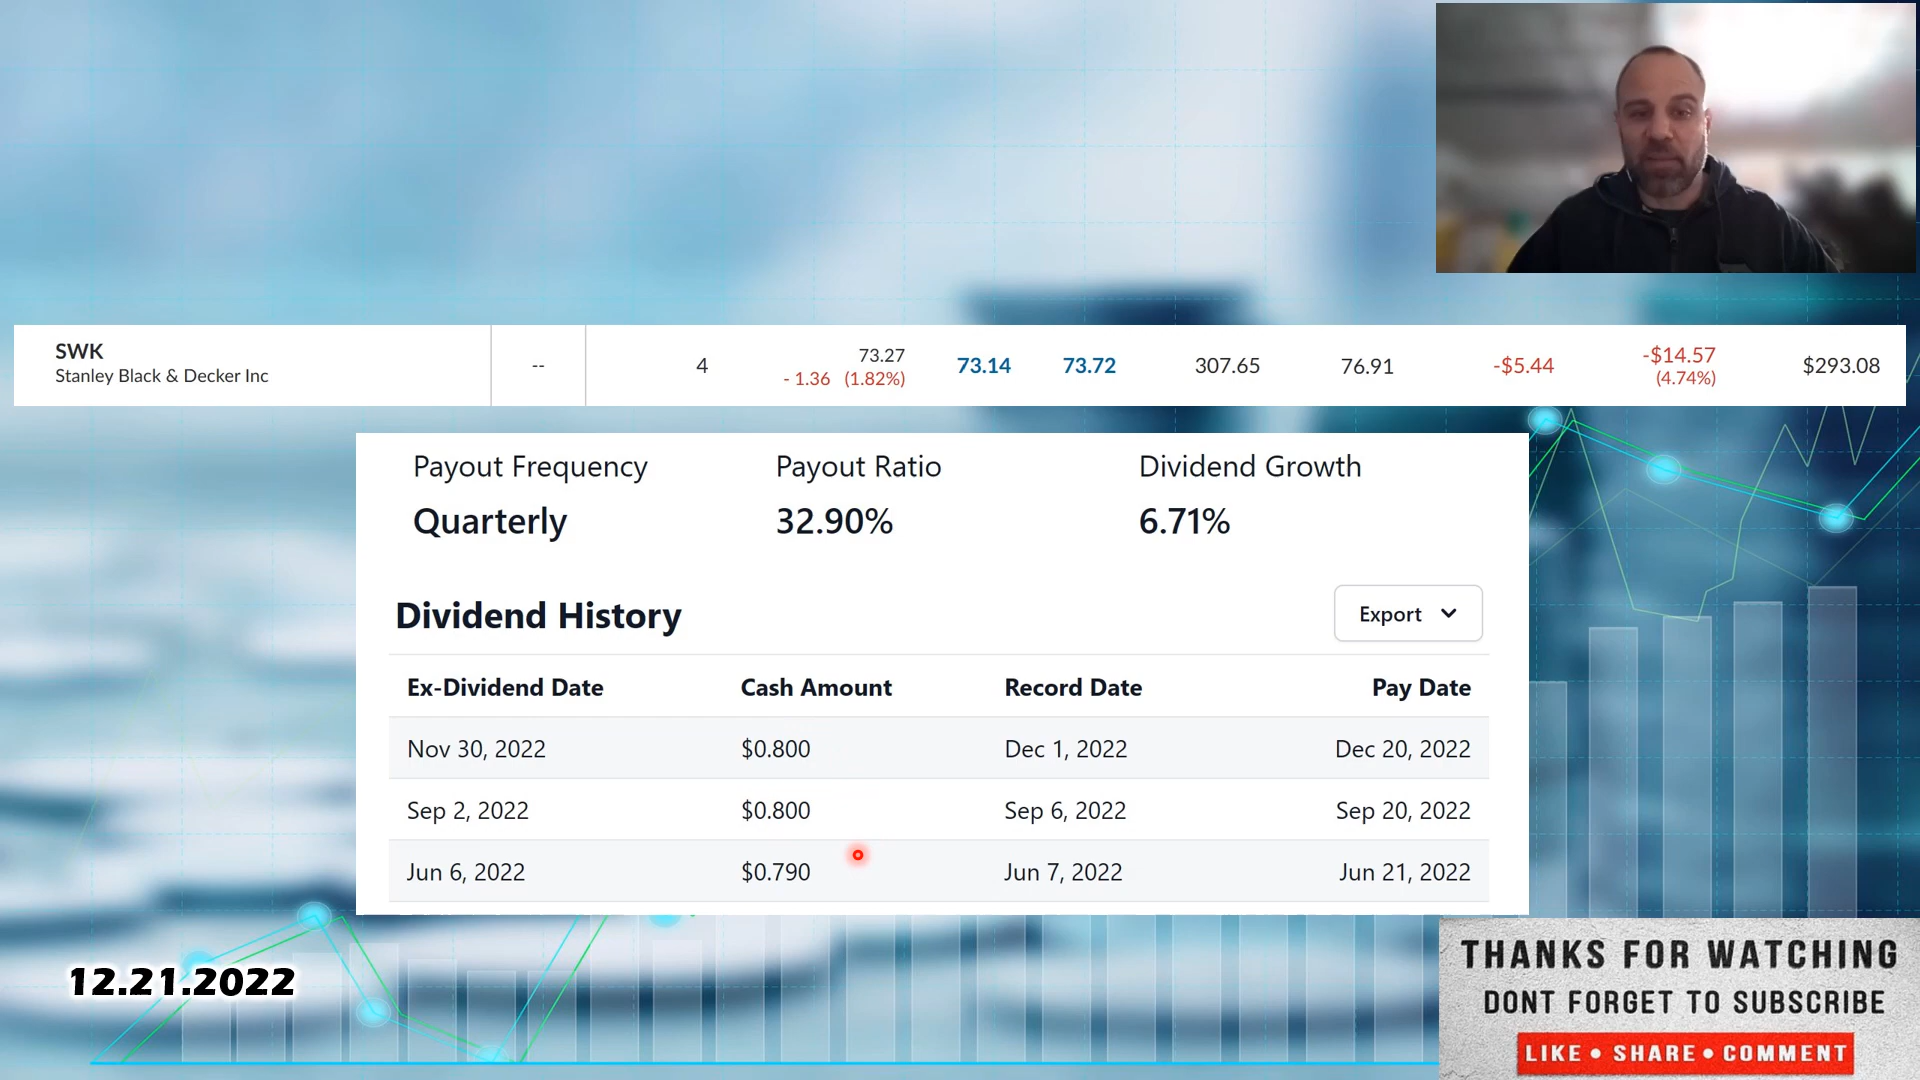 SWK
Stanley Black & Decker Inc
--
4
73.27
- 1.36 (1.82%)
73.14
73.72
307.65
76.91
-$5.44
-$14.57
(4.74%)
$293.08
Payout Frequency Payout Ratio Dividend Growth
Quarterly 32.90% 6.71%
Dividend History
Export
Ex-Dividend Date Cash Amount Record Date Pay Date
Nov 30, 2022 $0.800 Dec 1, 2022 Dec 20, 2022
Sep 2, 2022 $0.800 Sep 6, 2022 Sep 20, 2022
Jun 6, 2022 $0.790 Jun 7, 2022 Jun 21, 2022
12.21.2022
THANKS FOR WATCHING
DONT FORGET TO SUBSCRIBE
LIKE • SHARE • COMMENT